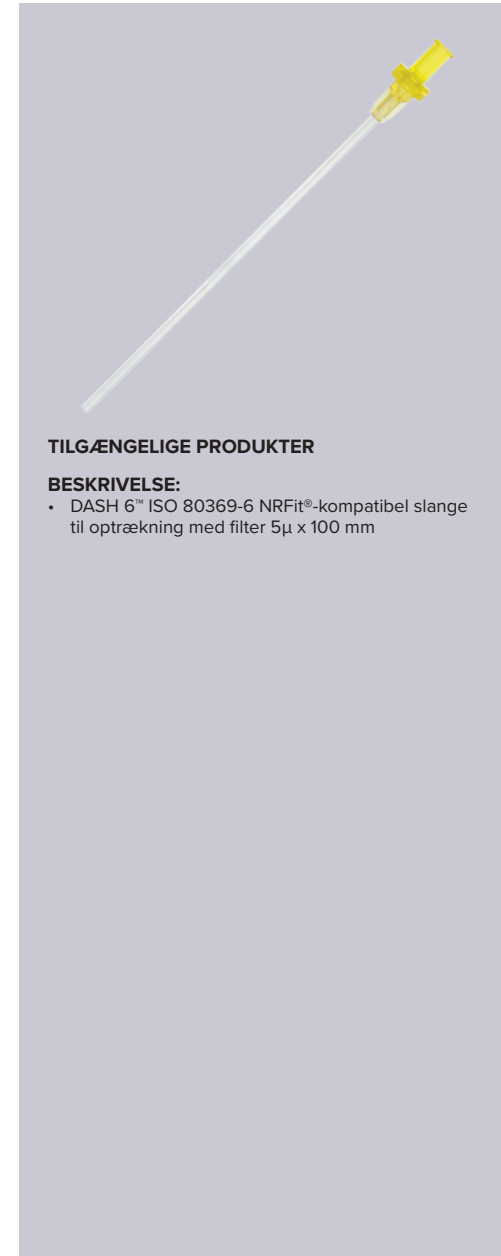 TILGÆNGELIGE PRODUKTER
BESKRIVELSE:
• DASH 6™ ISO 80369-6 NRFit®-kompatibel slange
til optrækning med filter 5µ x 100 mm